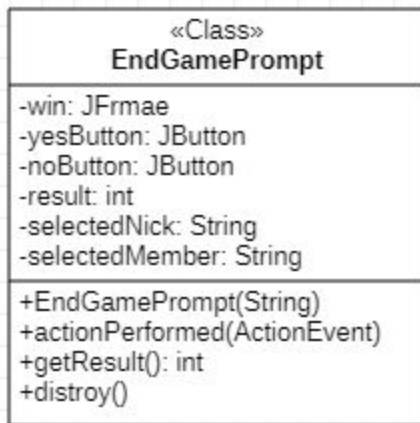 «Class»
EndGamePrompt
-win: JFrmae
-yesButton: JButton
-noButton: JButton
-result: int
-selectedNick: String
-selectedMember: String
+EndGamePrompt(String)
+actionPerformed(ActionEvent)
+getResult(): int
+distroy()